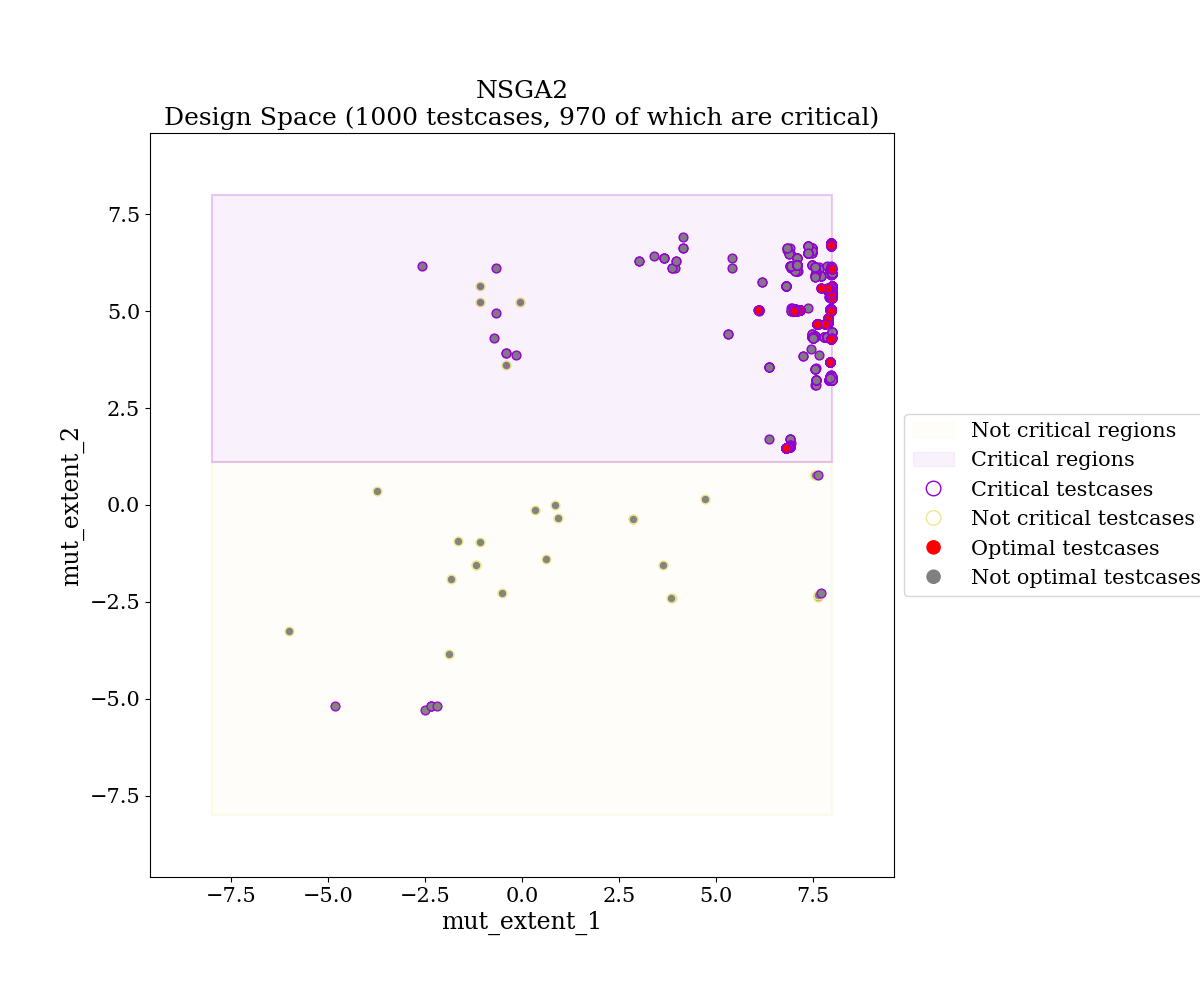 NSGA2
Design Space (1000 testcases, 970 of which are critical)
7.5
5.0
2.5
0.0
−2.5
−5.0
−7.5
mut_extent_2
−7.5
−5.0
−2.5
0.0
2.5
5.0
7.5
mut_extent_1
Not critical regions
Critical regions
Critical testcases
Not critical testcases
Optimal testcases
Not optimal testcases